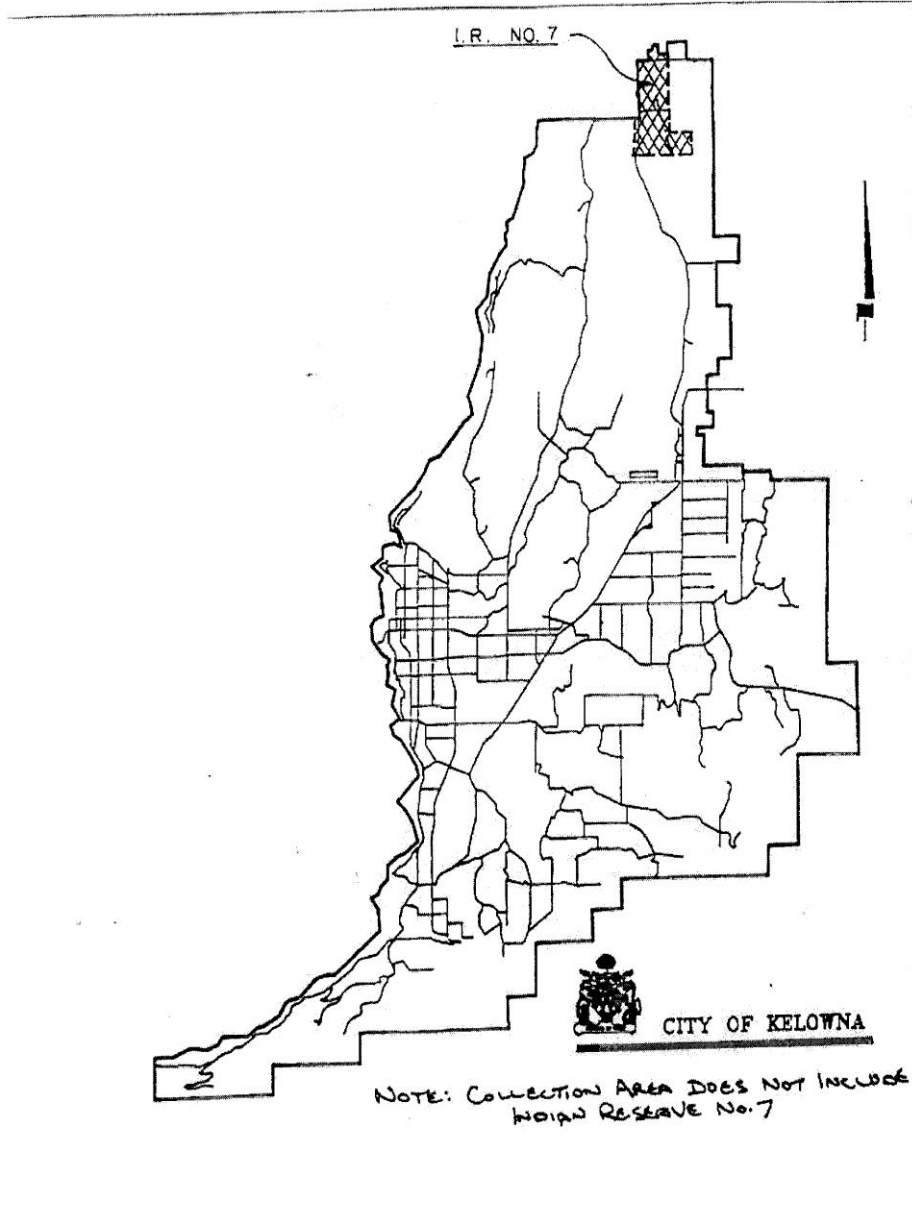 I.R. NO. 7
CITY OF KELOWNA
NOTE: COLLECTION AREA DOES NOT INCLUDE
INDIAN RESERVE NO. 7